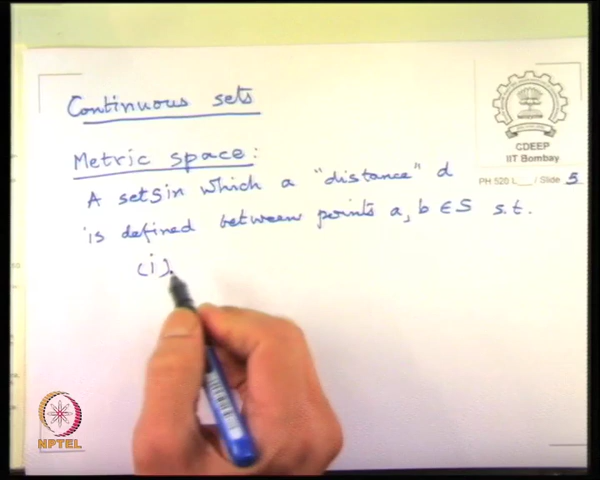 Continuous sets
CDEEP
IIT Bombay
PH 520 L___/ Slide 5
Metric space:
A set S in which a "distance" d
is defined between points a, b ∈ S s.t.
(i)
NPTEL